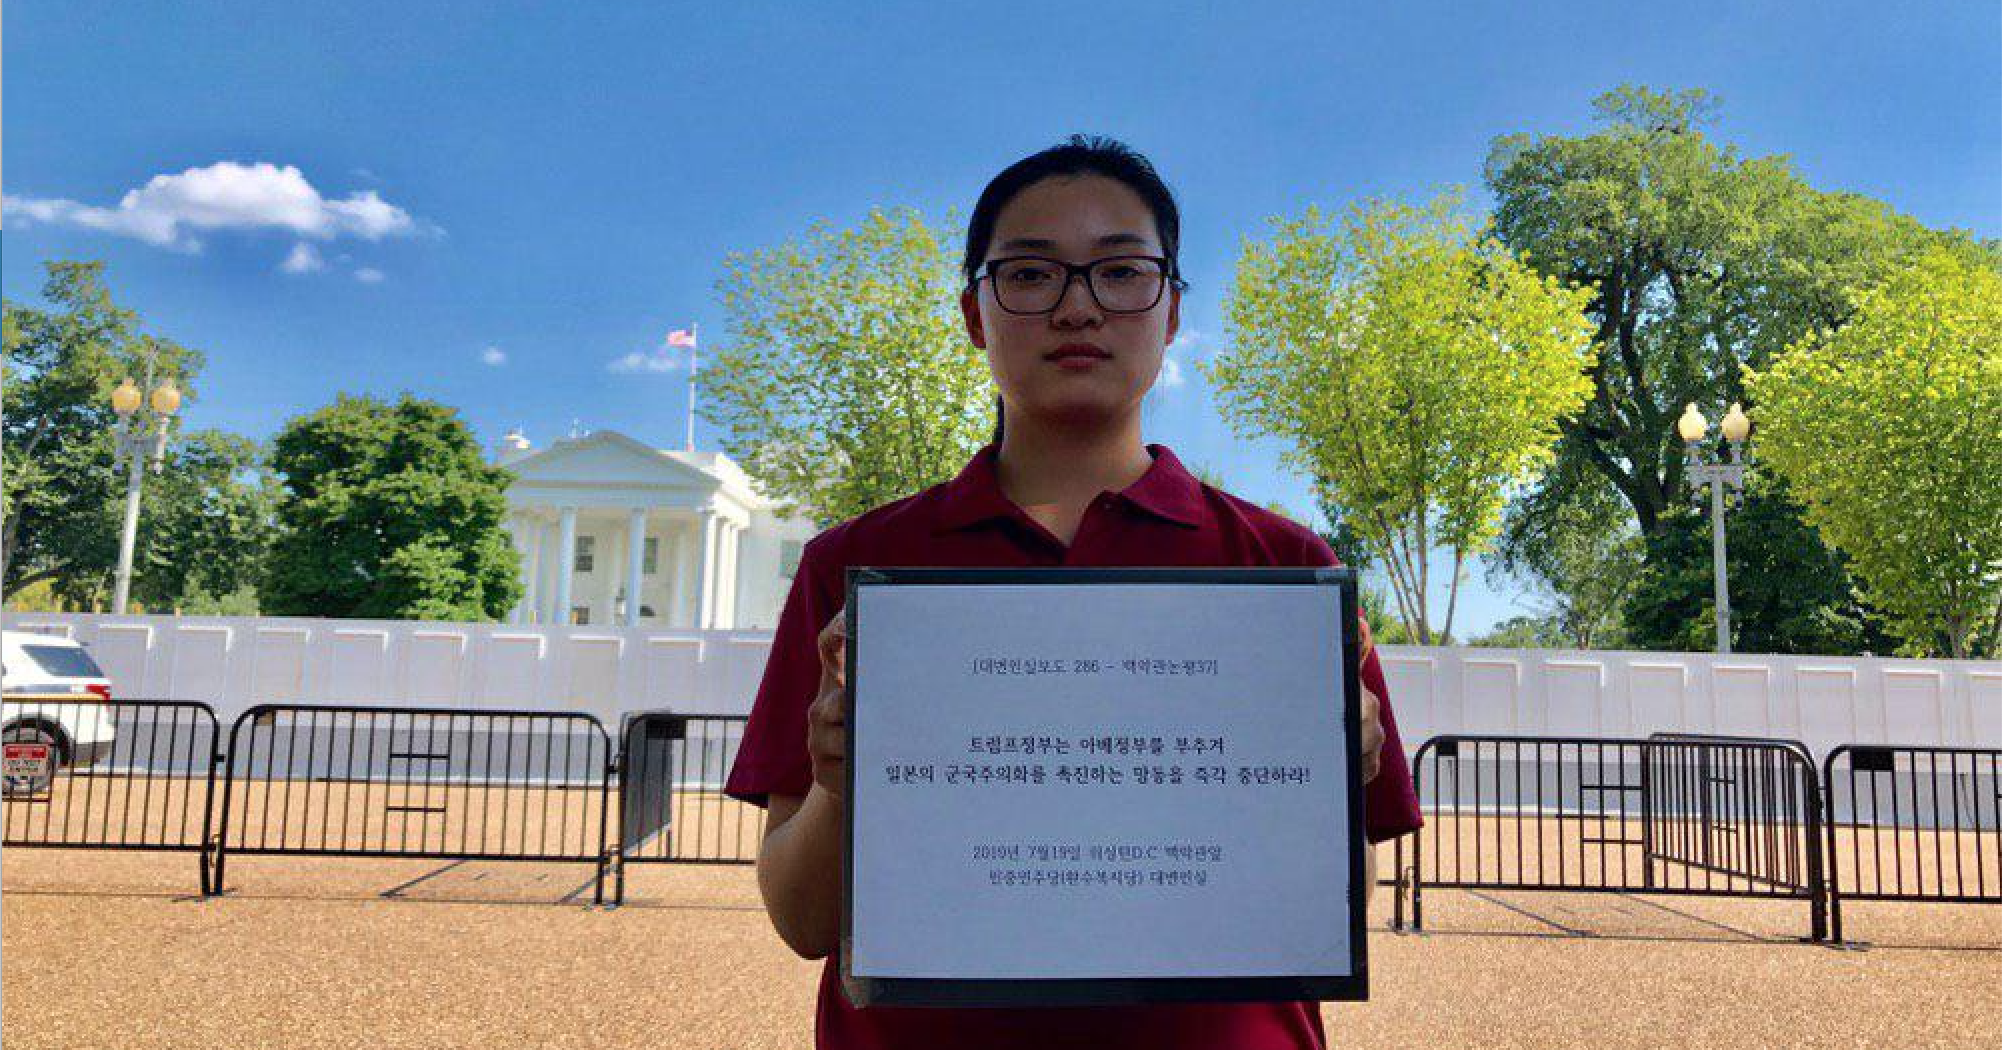 [대변인실보도 286 - 백악관논평37]
트럼프정부는 아베정부를 부추겨
일본의 군국주의화를 촉진하는 망동을 즉각 중단하라!
2019년 7월19일 워싱턴D.C 백악관앞
민중민주당(환수복지당) 대변인실